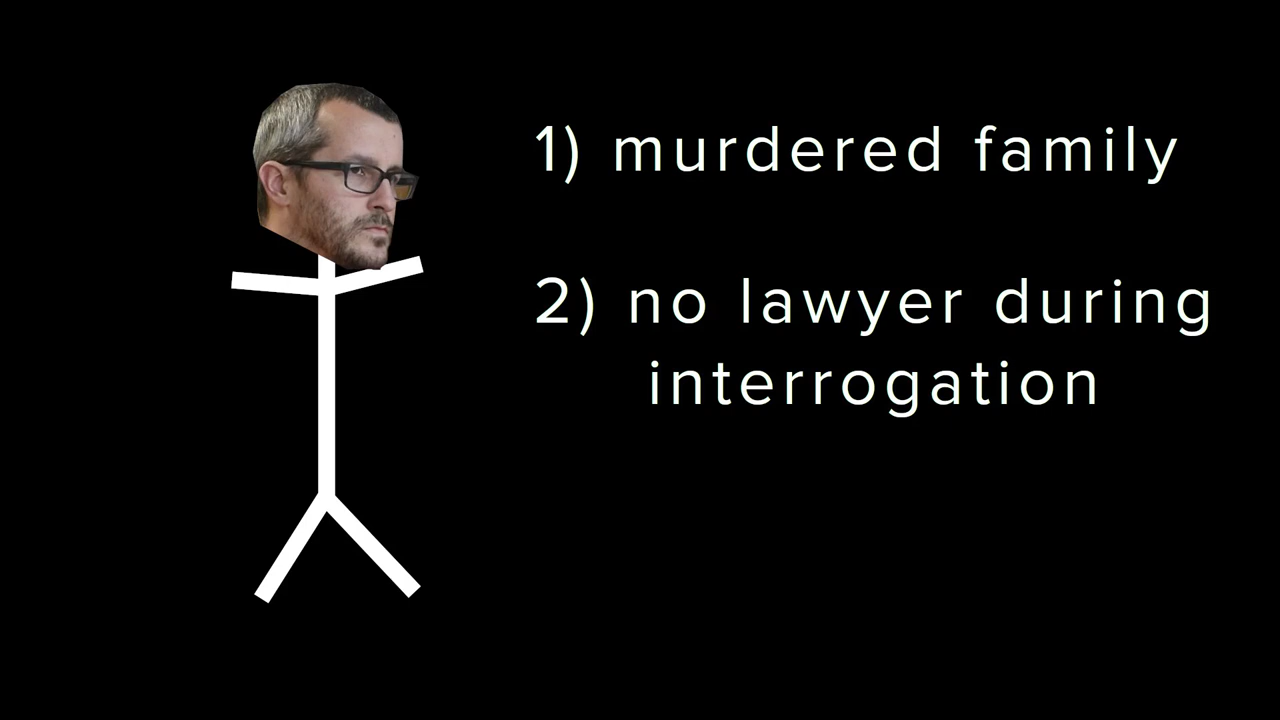 1) murdered family
2) no lawyer during
interrogation